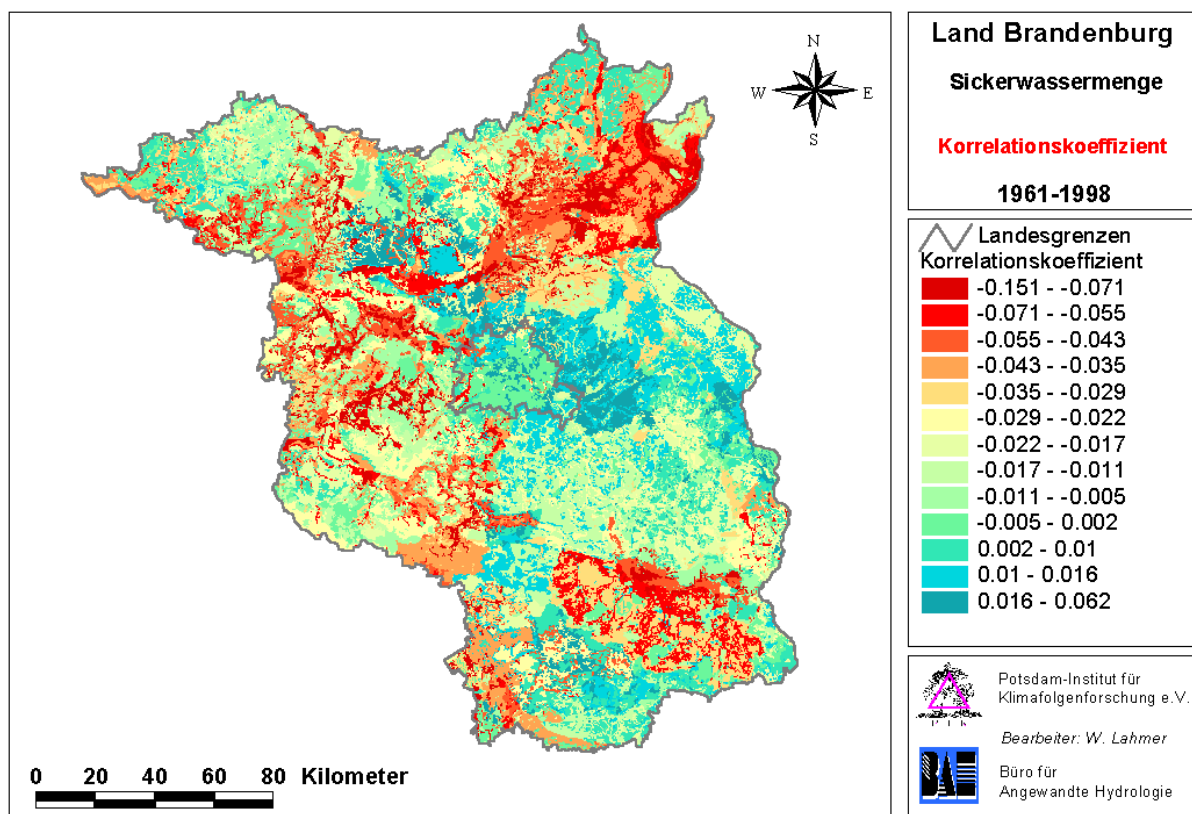 N
W
E
S
0 20 40 60 80 Kilometer
Land Brandenburg
Sickerwassermenge
Korrelationskoeffizient
1961-1998
Landesgrenzen
Korrelationskoeffizient
-0.151 - -0.071
-0.071 - -0.055
-0.055 - -0.043
-0.043 - -0.035
-0.035 - -0.029
-0.029 - -0.022
-0.022 - -0.017
-0.017 - -0.011
-0.011 - -0.005
-0.005 - 0.002
0.002 - 0.01
0.01 - 0.016
0.016 - 0.062
Potsdam-Institut für
Klimafolgenforschung e.V.
P I K
Bearbeiter: W. Lahmer
BAH
Büro für
Angewandte Hydrologie